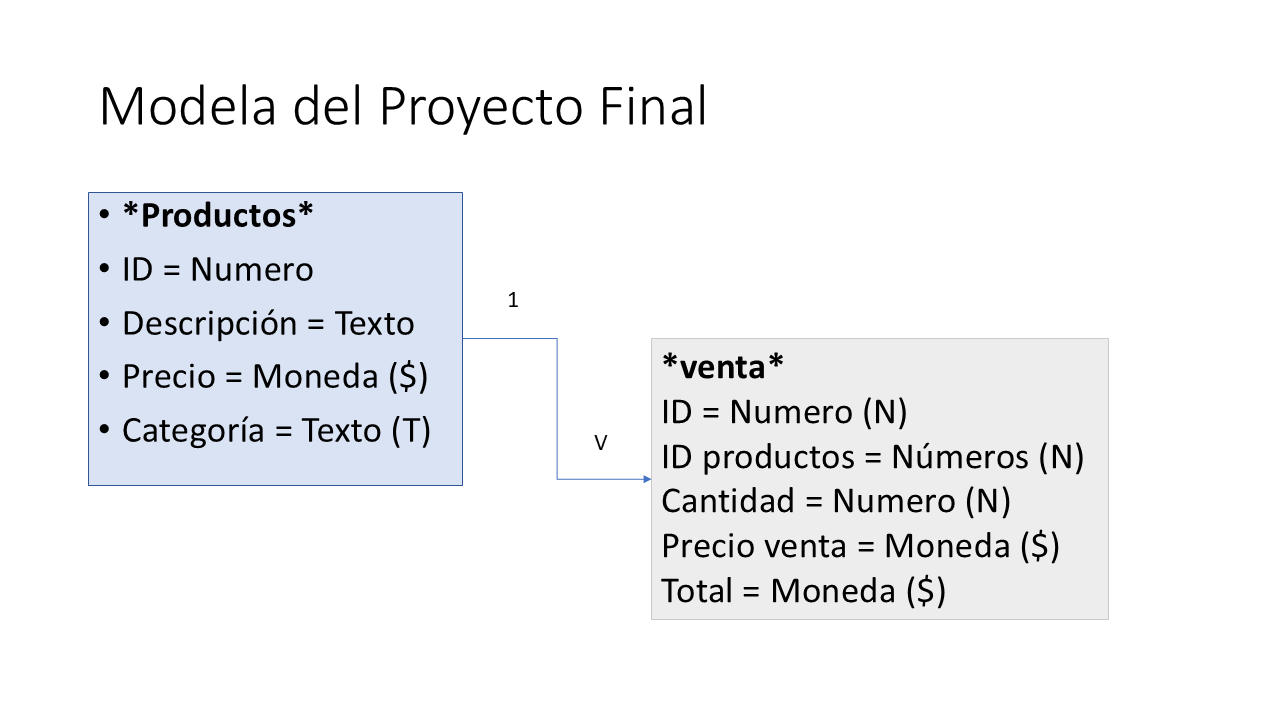 Modela del Proyecto Final
• *Productos*
• ID = Numero
• Descripción = Texto
• Precio = Moneda ($)
• Categoría = Texto (T)
1
V
*venta*
ID = Numero (N)
ID productos = Números (N)
Cantidad = Numero (N)
Precio venta = Moneda ($)
Total = Moneda ($)